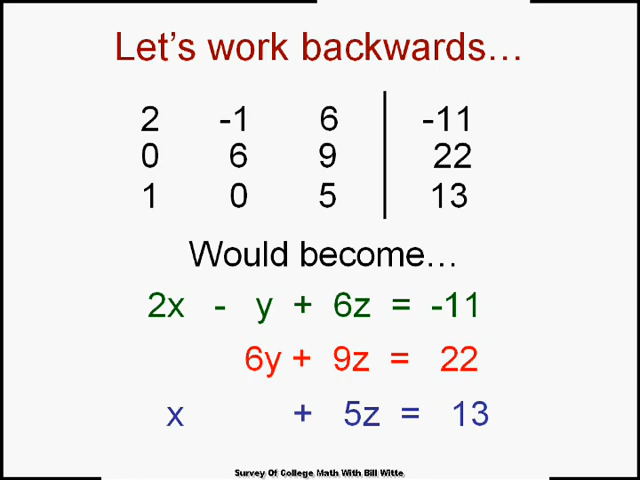 Let's work backwards...
2 -1 6 -11
0 6 9 22
1 0 5 13
Would become...
2x - y + 6z = -11
6y + 9z = 22
x + 5z = 13
Survey Of College Math With Bill Witte